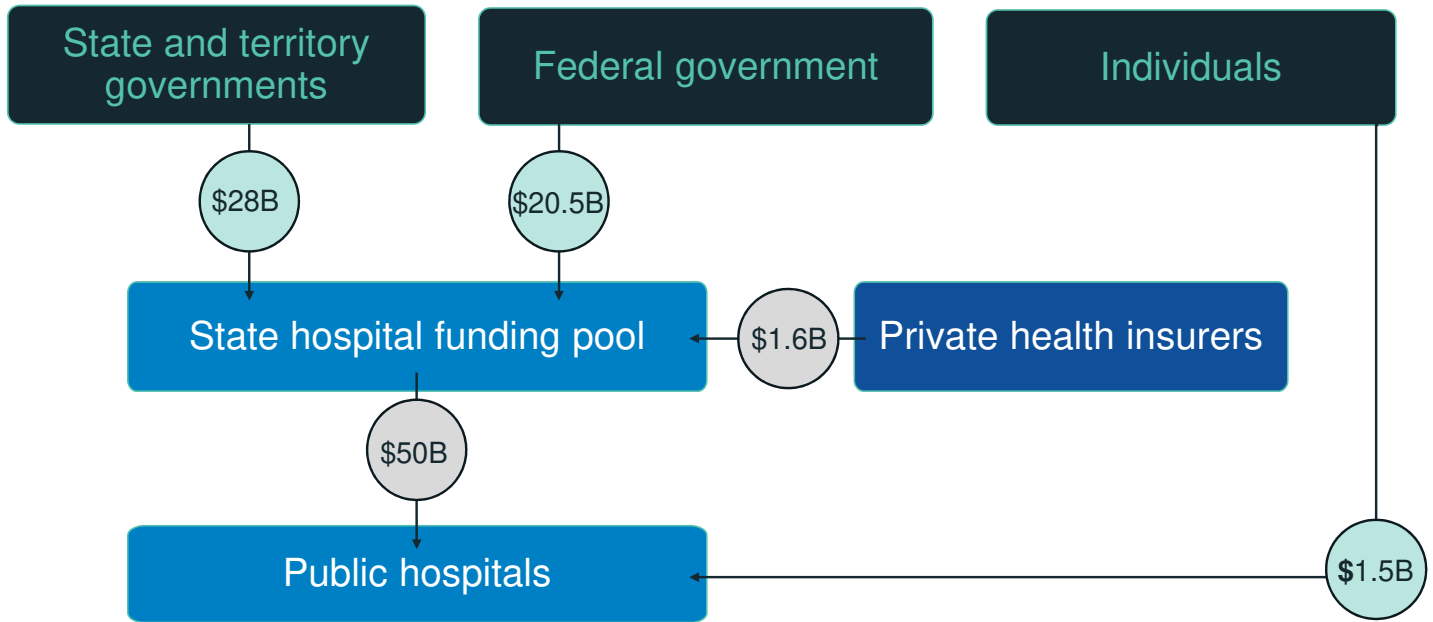 State and territory
governments
Federal government
Individuals
$28B
$20.5B
State hospital funding pool
$1.6B
Private health insurers
$50B
Public hospitals
$1.5B